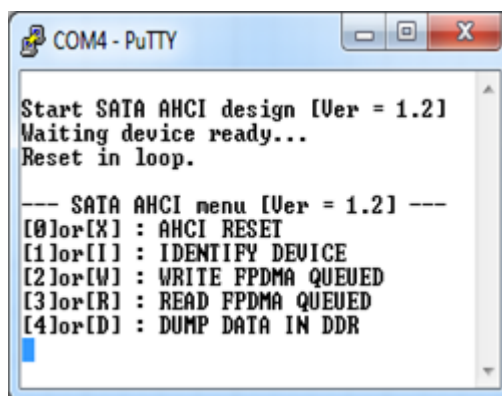 COM4 - PuTTY
Start SATA AHCI design [Ver = 1.2]
Waiting device ready...
Reset in loop.
--- SATA AHCI menu [Ver = 1.2] ---
[0]or[X] : AHCI RESET
[1]or[I] : IDENTIFY DEVICE
[2]or[W] : WRITE FPDMA QUEUED
[3]or[R] : READ FPDMA QUEUED
[4]or[D] : DUMP DATA IN DDR